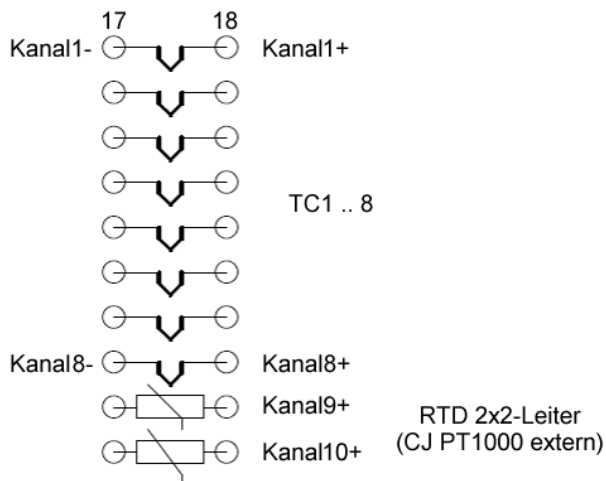 17 18
Kanal1- Kanal1+
TC1 .. 8
Kanal8- Kanal8+
Kanal9+
RTD 2x2-Leiter
(CJ PT1000 extern)
Kanal10+